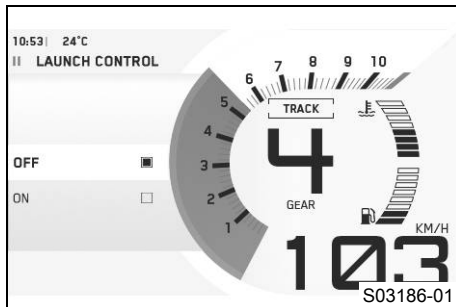 10:53| 24°C
II LAUNCH CONTROL
OFF
ON
1
2
3
4
5
6
7
8
9
10
TRACK
4
GEAR
KM/H
103
S03186-01